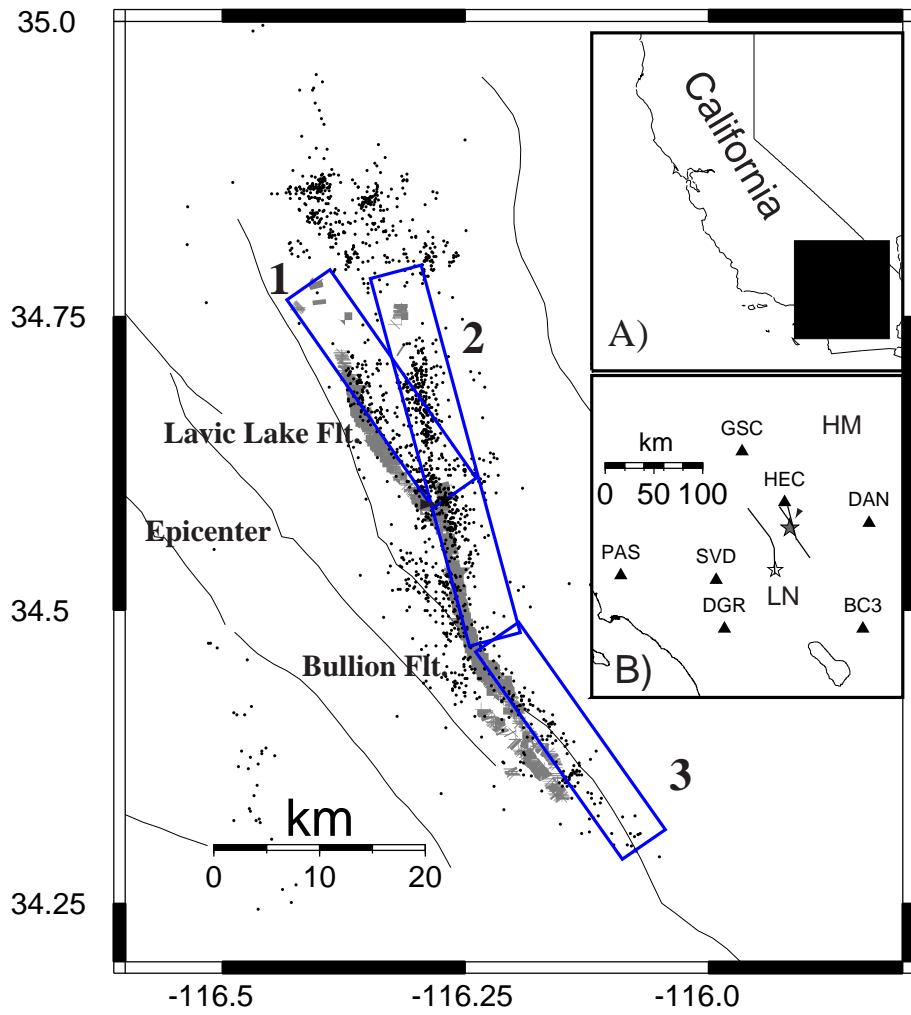 35.0
34.75
34.5
34.25
-116.5
-116.25
-116.0
1
2
3
Lavic Lake Flt.
Epicenter
Bullion Flt.
km
0 10 20
California
A)
km
0 50 100
GSC
HM
HEC
DAN
PAS
SVD
LN
DGR
BC3
B)